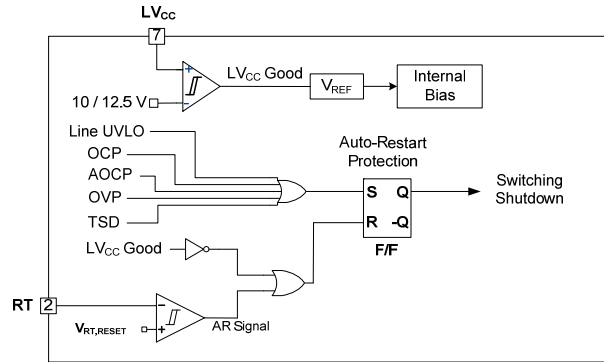 LVCC
7
+
-
10 / 12.5 V
LVCC Good
VREF
Internal
Bias
Line UVLO
OCP
AOCP
OVP
TSD
Auto-Restart
Protection
S Q
R -Q
F/F
Switching
Shutdown
LVCC Good
RT 2
-
VRT,RESET +
AR Signal